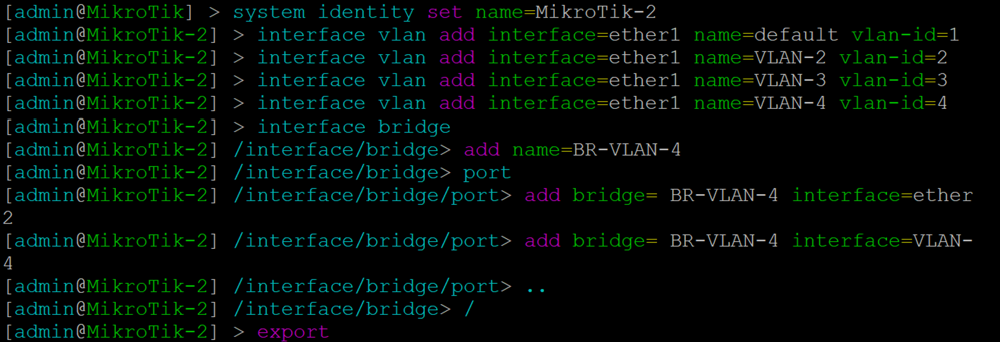 [admin@MikroTik] > system identity set name=MikroTik-2
[admin@MikroTik-2] > interface vlan add interface=ether1 name=default vlan-id=1
[admin@MikroTik-2] > interface vlan add interface=ether1 name=VLAN-2 vlan-id=2
[admin@MikroTik-2] > interface vlan add interface=ether1 name=VLAN-3 vlan-id=3
[admin@MikroTik-2] > interface vlan add interface=ether1 name=VLAN-4 vlan-id=4
[admin@MikroTik-2] > interface bridge
[admin@MikroTik-2] /interface/bridge> add name=BR-VLAN-4
[admin@MikroTik-2] /interface/bridge> port
[admin@MikroTik-2] /interface/bridge/port> add bridge= BR-VLAN-4 interface=ether
2
[admin@MikroTik-2] /interface/bridge/port> add bridge= BR-VLAN-4 interface=VLAN-
4
[admin@MikroTik-2] /interface/bridge/port> ..
[admin@MikroTik-2] /interface/bridge> /
[admin@MikroTik-2] > export